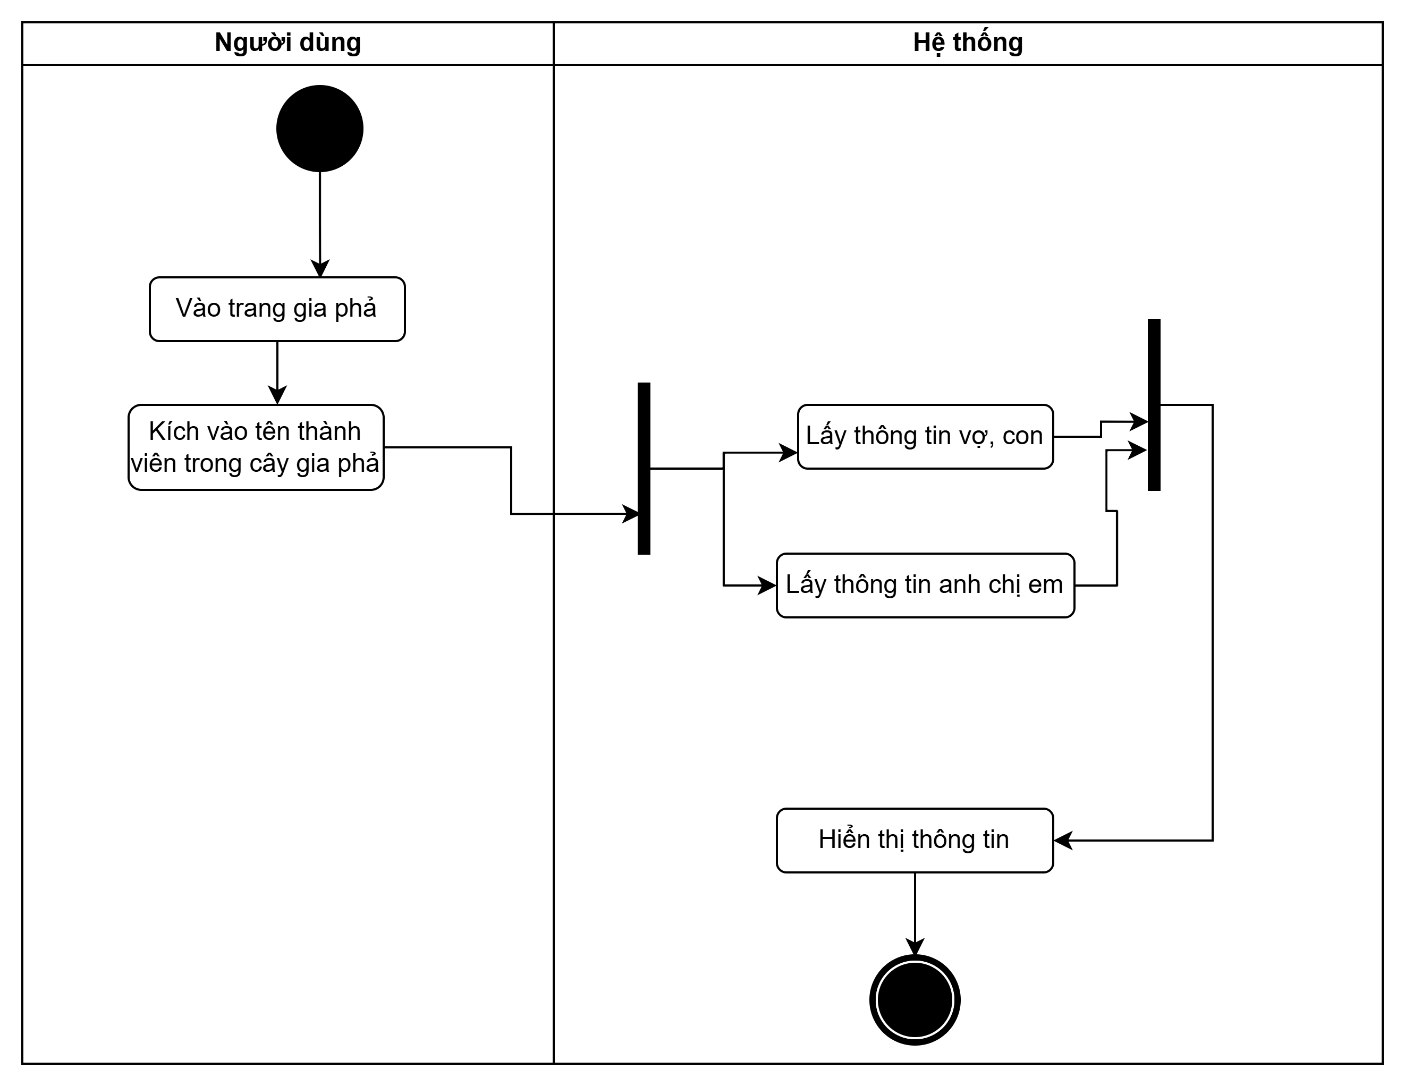 Người dùng
Hệ thống
Vào trang gia phả
Kích vào tên thành
viên trong cây gia phả
Lấy thông tin vợ, con
Lấy thông tin anh chị em
Hiển thị thông tin